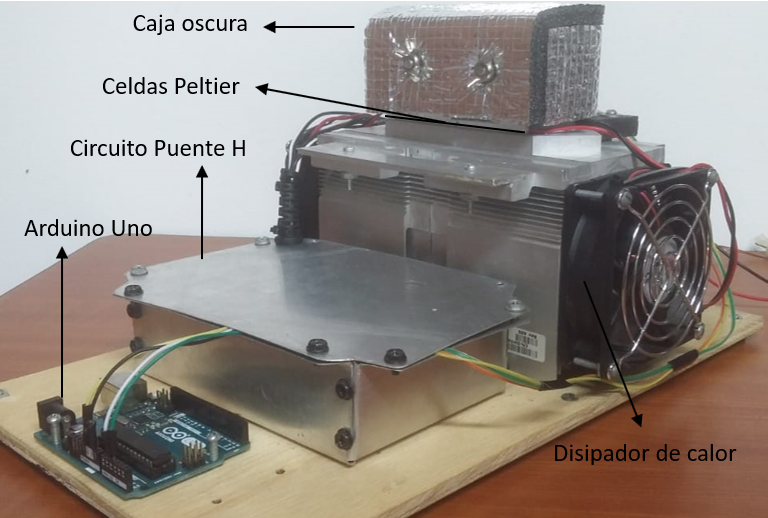 Caja oscura
Celdas Peltier
Circuito Puente H
Arduino Uno
Disipador de calor